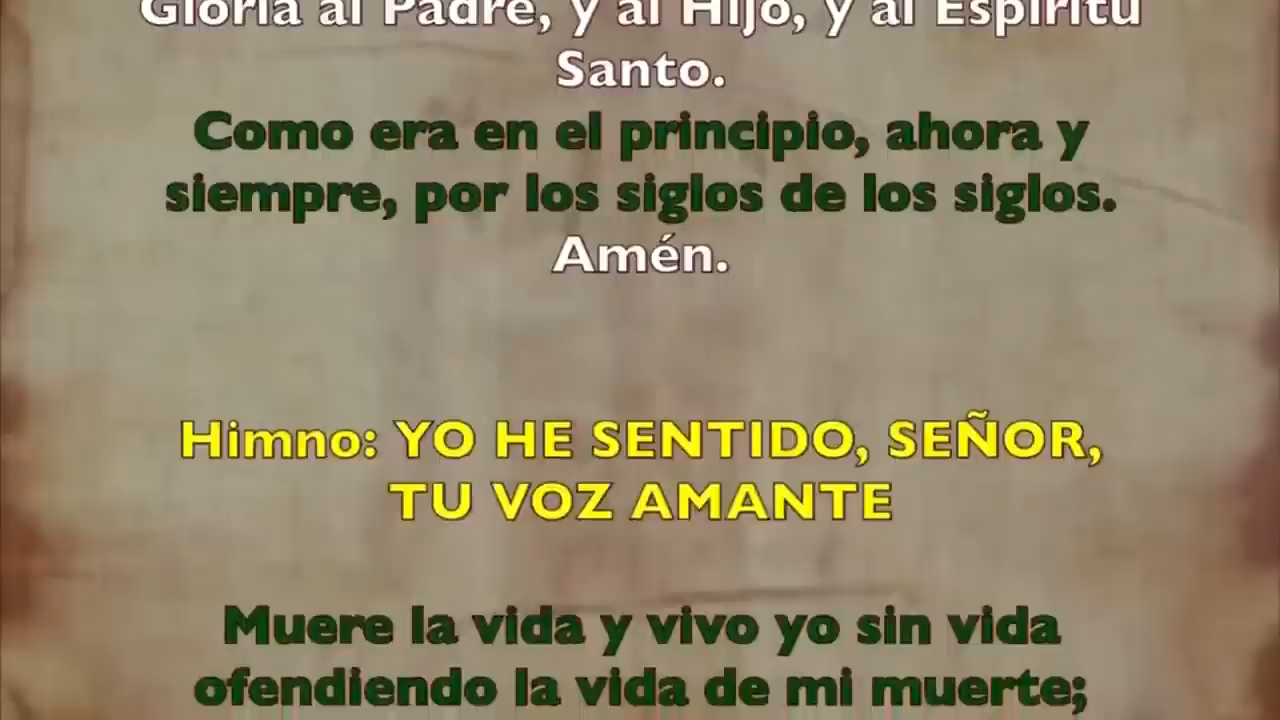 Gloria al Padre, y al Hijo, y al Espíritu
Santo.
Como era en el principio, ahora y
siempre, por los siglos de los siglos.
Amén.
Himno: YO HE SENTIDO, SEÑOR,
TU VOZ AMANTE
Muere la vida y vivo yo sin vida
ofendiendo la vida de mi muerte;